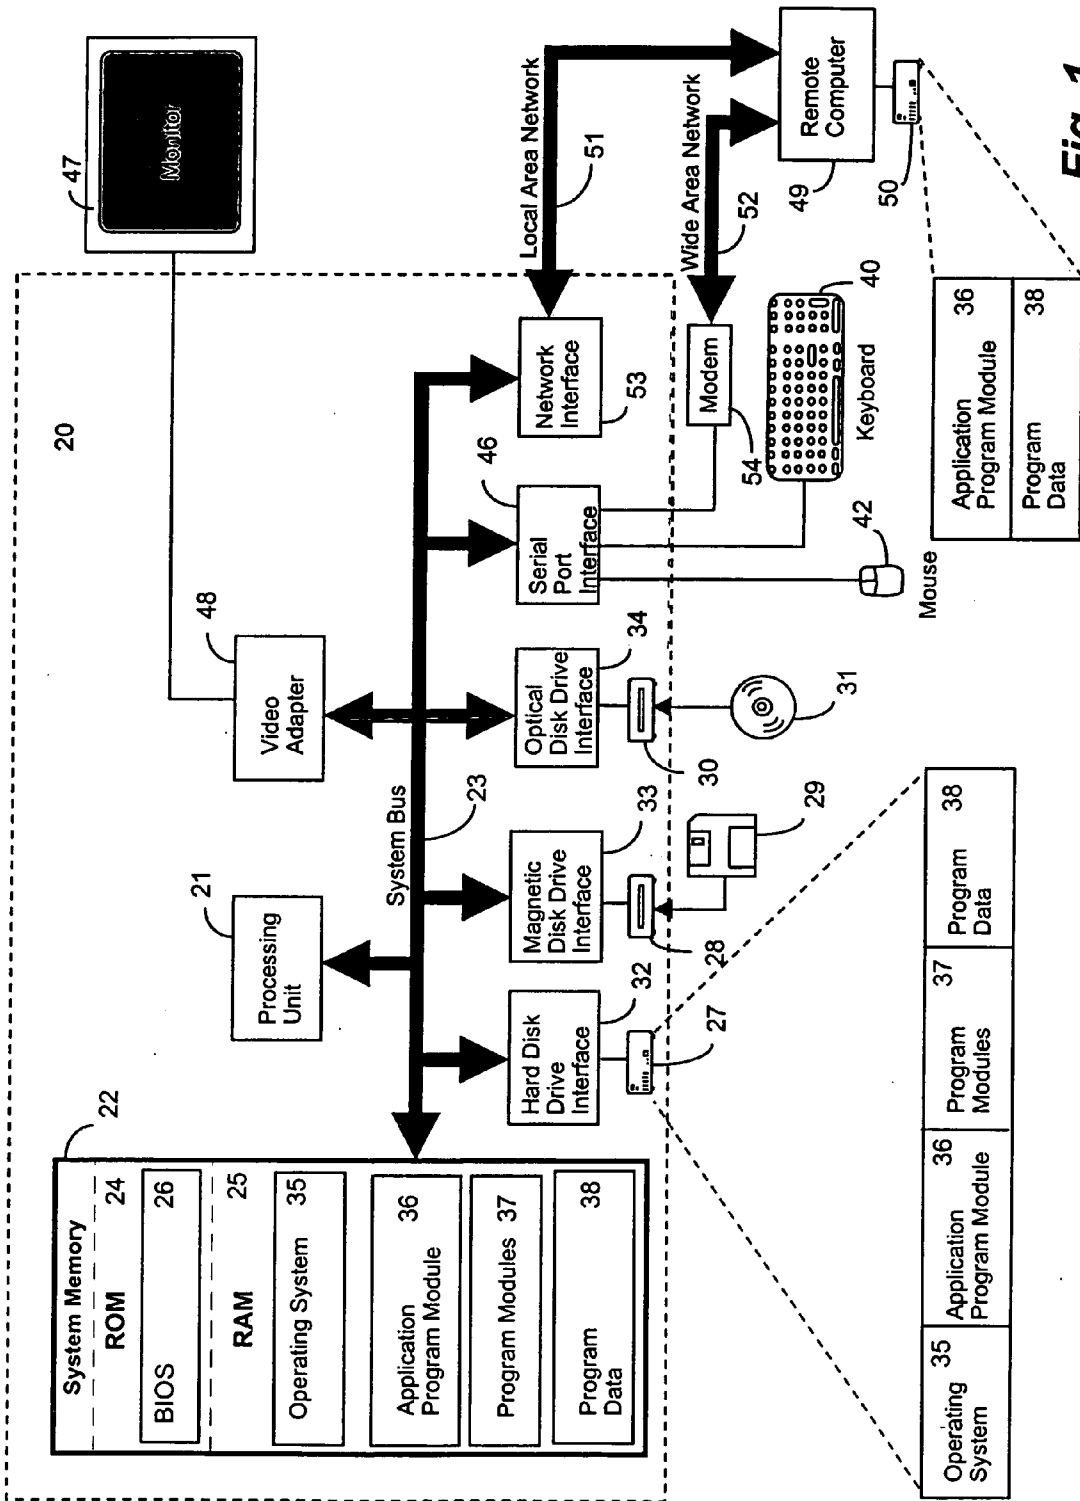 System Memory
22
ROM
24
BIOS
26
RAM
25
Operating System
35
Application
Program Module
36
Program Modules
37
Program
Data
38
20
Processing
Unit
21
Video
Adapter
48
47
Monitor
System Bus
23
Hard Disk
Drive
Interface
32
Magnetic
Disk Drive
Interface
33
Optical
Disk Drive
Interface
34
Serial
Port
Interface
46
Network
Interface
53
Local Area Network
51
27
28
29
30
31
Mouse
42
Keyboard
40
Modem
54
Wide Area Network
52
Remote
Computer
49
50
Operating
System
35
Application
Program Module
36
Program
Modules
37
Program
Data
38
Application
Program Module
36
Program
Data
38
Fig. 1